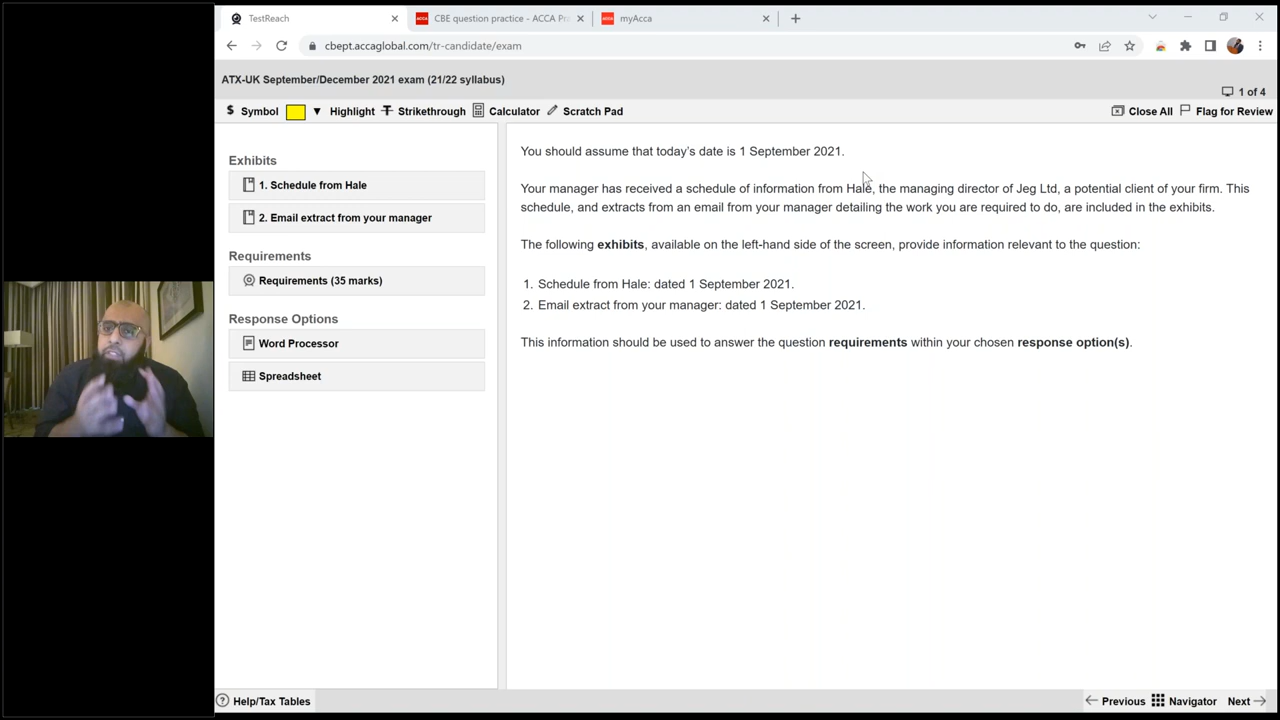 TestReach
CBE question practice - ACCA Pr
myAcca
cbept.accaglobal.com/tr-candidate/exam
ATX-UK September/December 2021 exam (21/22 syllabus)
1 of 4
$ Symbol Highlight Strikethrough Calculator Scratch Pad Close All Flag for Review
Exhibits
1. Schedule from Hale
2. Email extract from your manager
Requirements
Requirements (35 marks)
Response Options
Word Processor
Spreadsheet
You should assume that today's date is 1 September 2021.
Your manager has received a schedule of information from Hale, the managing director of Jeg Ltd, a potential client of your firm. This
schedule, and extracts from an email from your manager detailing the work you are required to do, are included in the exhibits.
The following exhibits, available on the left-hand side of the screen, provide information relevant to the question:
1. Schedule from Hale: dated 1 September 2021.
2. Email extract from your manager: dated 1 September 2021.
This information should be used to answer the question requirements within your chosen response option(s).
Help/Tax Tables
Previous Navigator Next